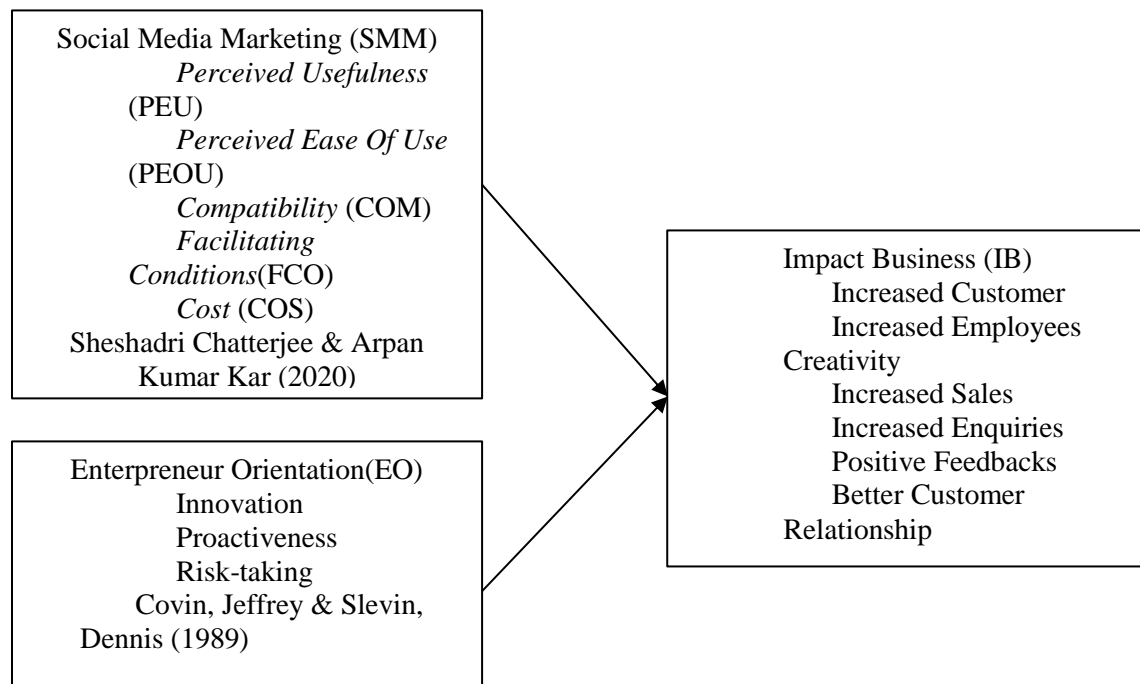 Social Media Marketing (SMM)
Perceived Usefulness
(PEU)
Perceived Ease Of Use
(PEOU)
Compatibility (COM)
Facilitating
Conditions(FCO)
Cost (COS)
Sheshadri Chatterjee & Arpan
Kumar Kar (2020)
Enterpreneur Orientation(EO)
Innovation
Proactiveness
Risk-taking
Covin, Jeffrey & Slevin,
Dennis (1989)
Impact Business (IB)
Increased Customer
Increased Employees
Creativity
Increased Sales
Increased Enquiries
Positive Feedbacks
Better Customer
Relationship